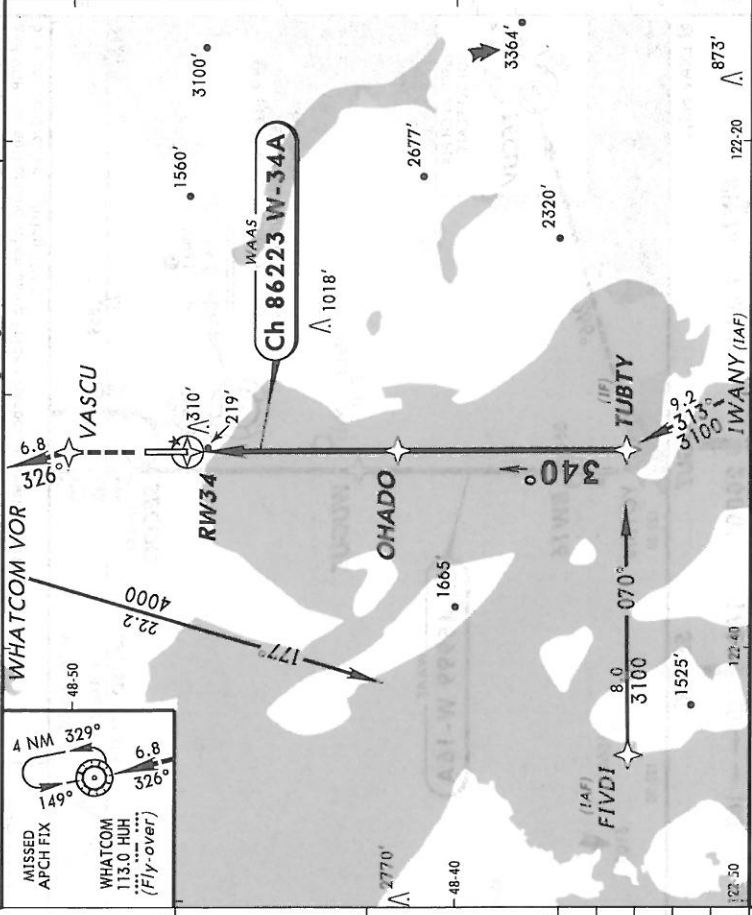 WHATCOM VOR
6.8
326°
VASCU
48-50
1560'
3100'
WAAS
Ch 86223 W-34A
3364'
MISSED
APCH FIX
4 NM
329°
149°
6.8
326°
WHATCOM
113.0 HUH
(Fly-over)
22.2
4000
177°
RW34
310'
219'
1018'
2677'
OHADO
2320'
1665'
340°
2770'
48-40
(IAF)
FIVDI
8.0
3100
070°
1525'
(IF)
TUBTY
9.2
313°
3100
IWANY (IAF)
873'
122-50
122-40
122-20